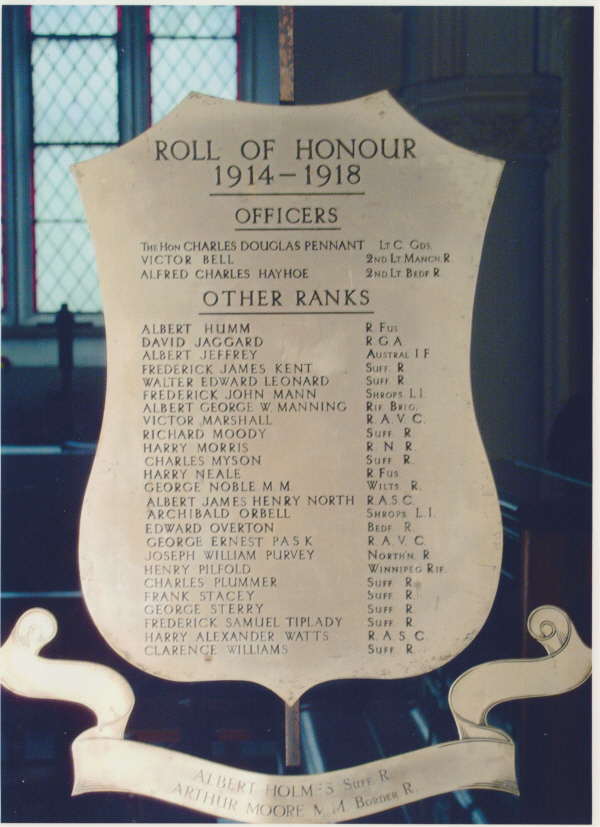 ROLL OF HONOUR
1914-1918
OFFICERS
THE HON CHARLES DOUGLAS PENNANT LT C. GDS.
VICTOR BELL 2ND LT. MANCH. R.
ALFRED CHARLES HAYHOE 2ND. LT. BEDF R.
OTHER RANKS
ALBERT HUMM R. FUS
DAVID JAGGARD R G A
ALBERT JEFFREY AUSTRAL I.F.
FREDERICK JAMES KENT SUFF. R
WALTER EDWARD LEONARD SUFF R
FREDERICK JOHN MANN SHROPS. L.I.
ALBERT GEORGE W. MANNING RIF BRIG.
VICTOR MARSHALL R. A. V. C.
RICHARD MOODY SUFF R.
HARRY MORRIS R N R
CHARLES MYSON SUFF R.
HARRY NEALE R. FUS.
GEORGE NOBLE M M WILTS. R.
ALBERT JAMES HENRY NORTH R.A.S.C.
ARCHIBALD ORBELL SHROPS. L.I.
EDWARD OVERTON BEDF R.
GEORGE ERNEST PASK R. A. V. C.
JOSEPH WILLIAM PURVEY NORTH'N. R
HENRY PILFOLD WINNIPEG RIF.
CHARLES PLUMMER SUFF R.
FRANK STACEY SUFF R.
GEORGE STERRY SUFF R
FREDERICK SAMUEL TIPLADY SUFF R.
HARRY ALEXANDER WATTS R. A. S. C.
CLARENCE WILLIAMS SUFF R.
ALBERT HOLMES SUFF R.
ARTHUR MOORE M M BORDER R.